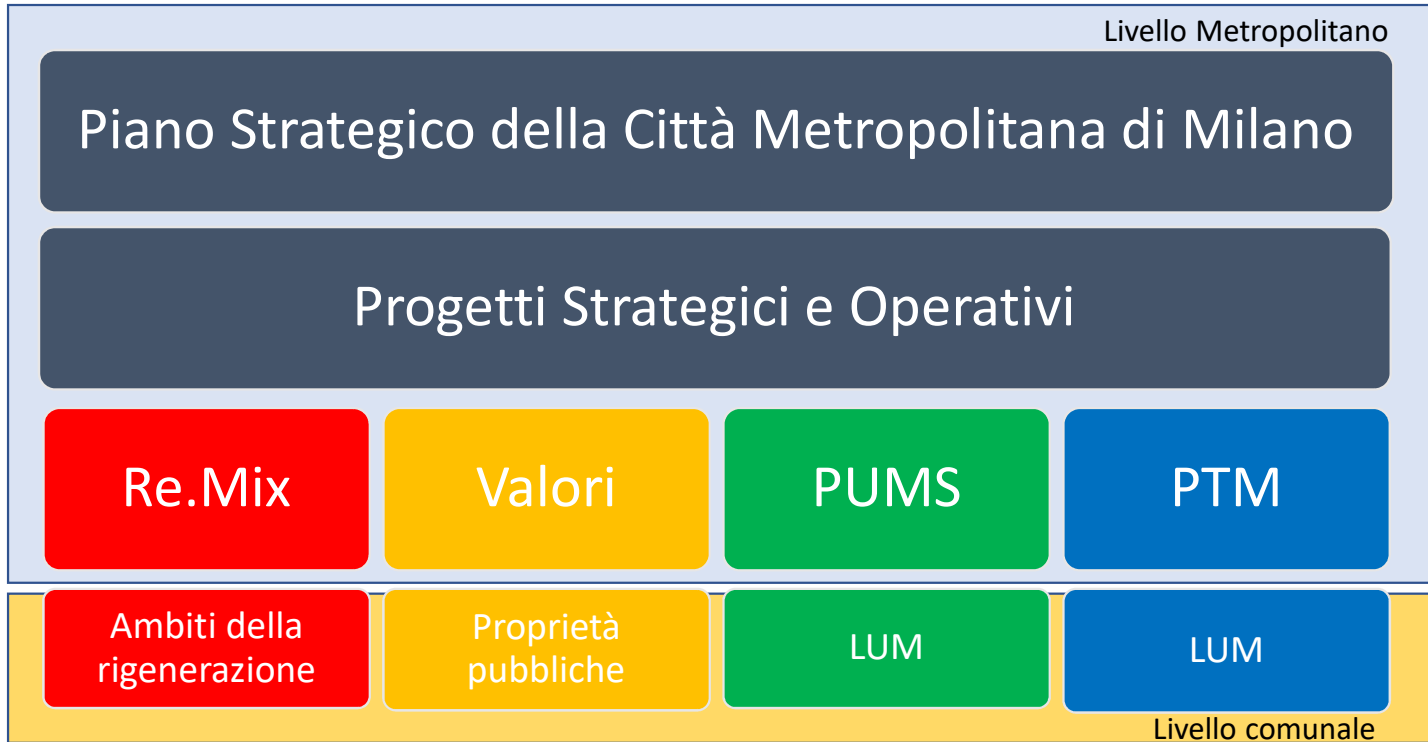 Livello Metropolitano
Piano Strategico della Città Metropolitana di Milano
Progetti Strategici e Operativi
Re.Mix
Valori
PUMS
PTM
Ambiti della
rigenerazione
Proprietà
pubbliche
LUM
LUM
Livello comunale